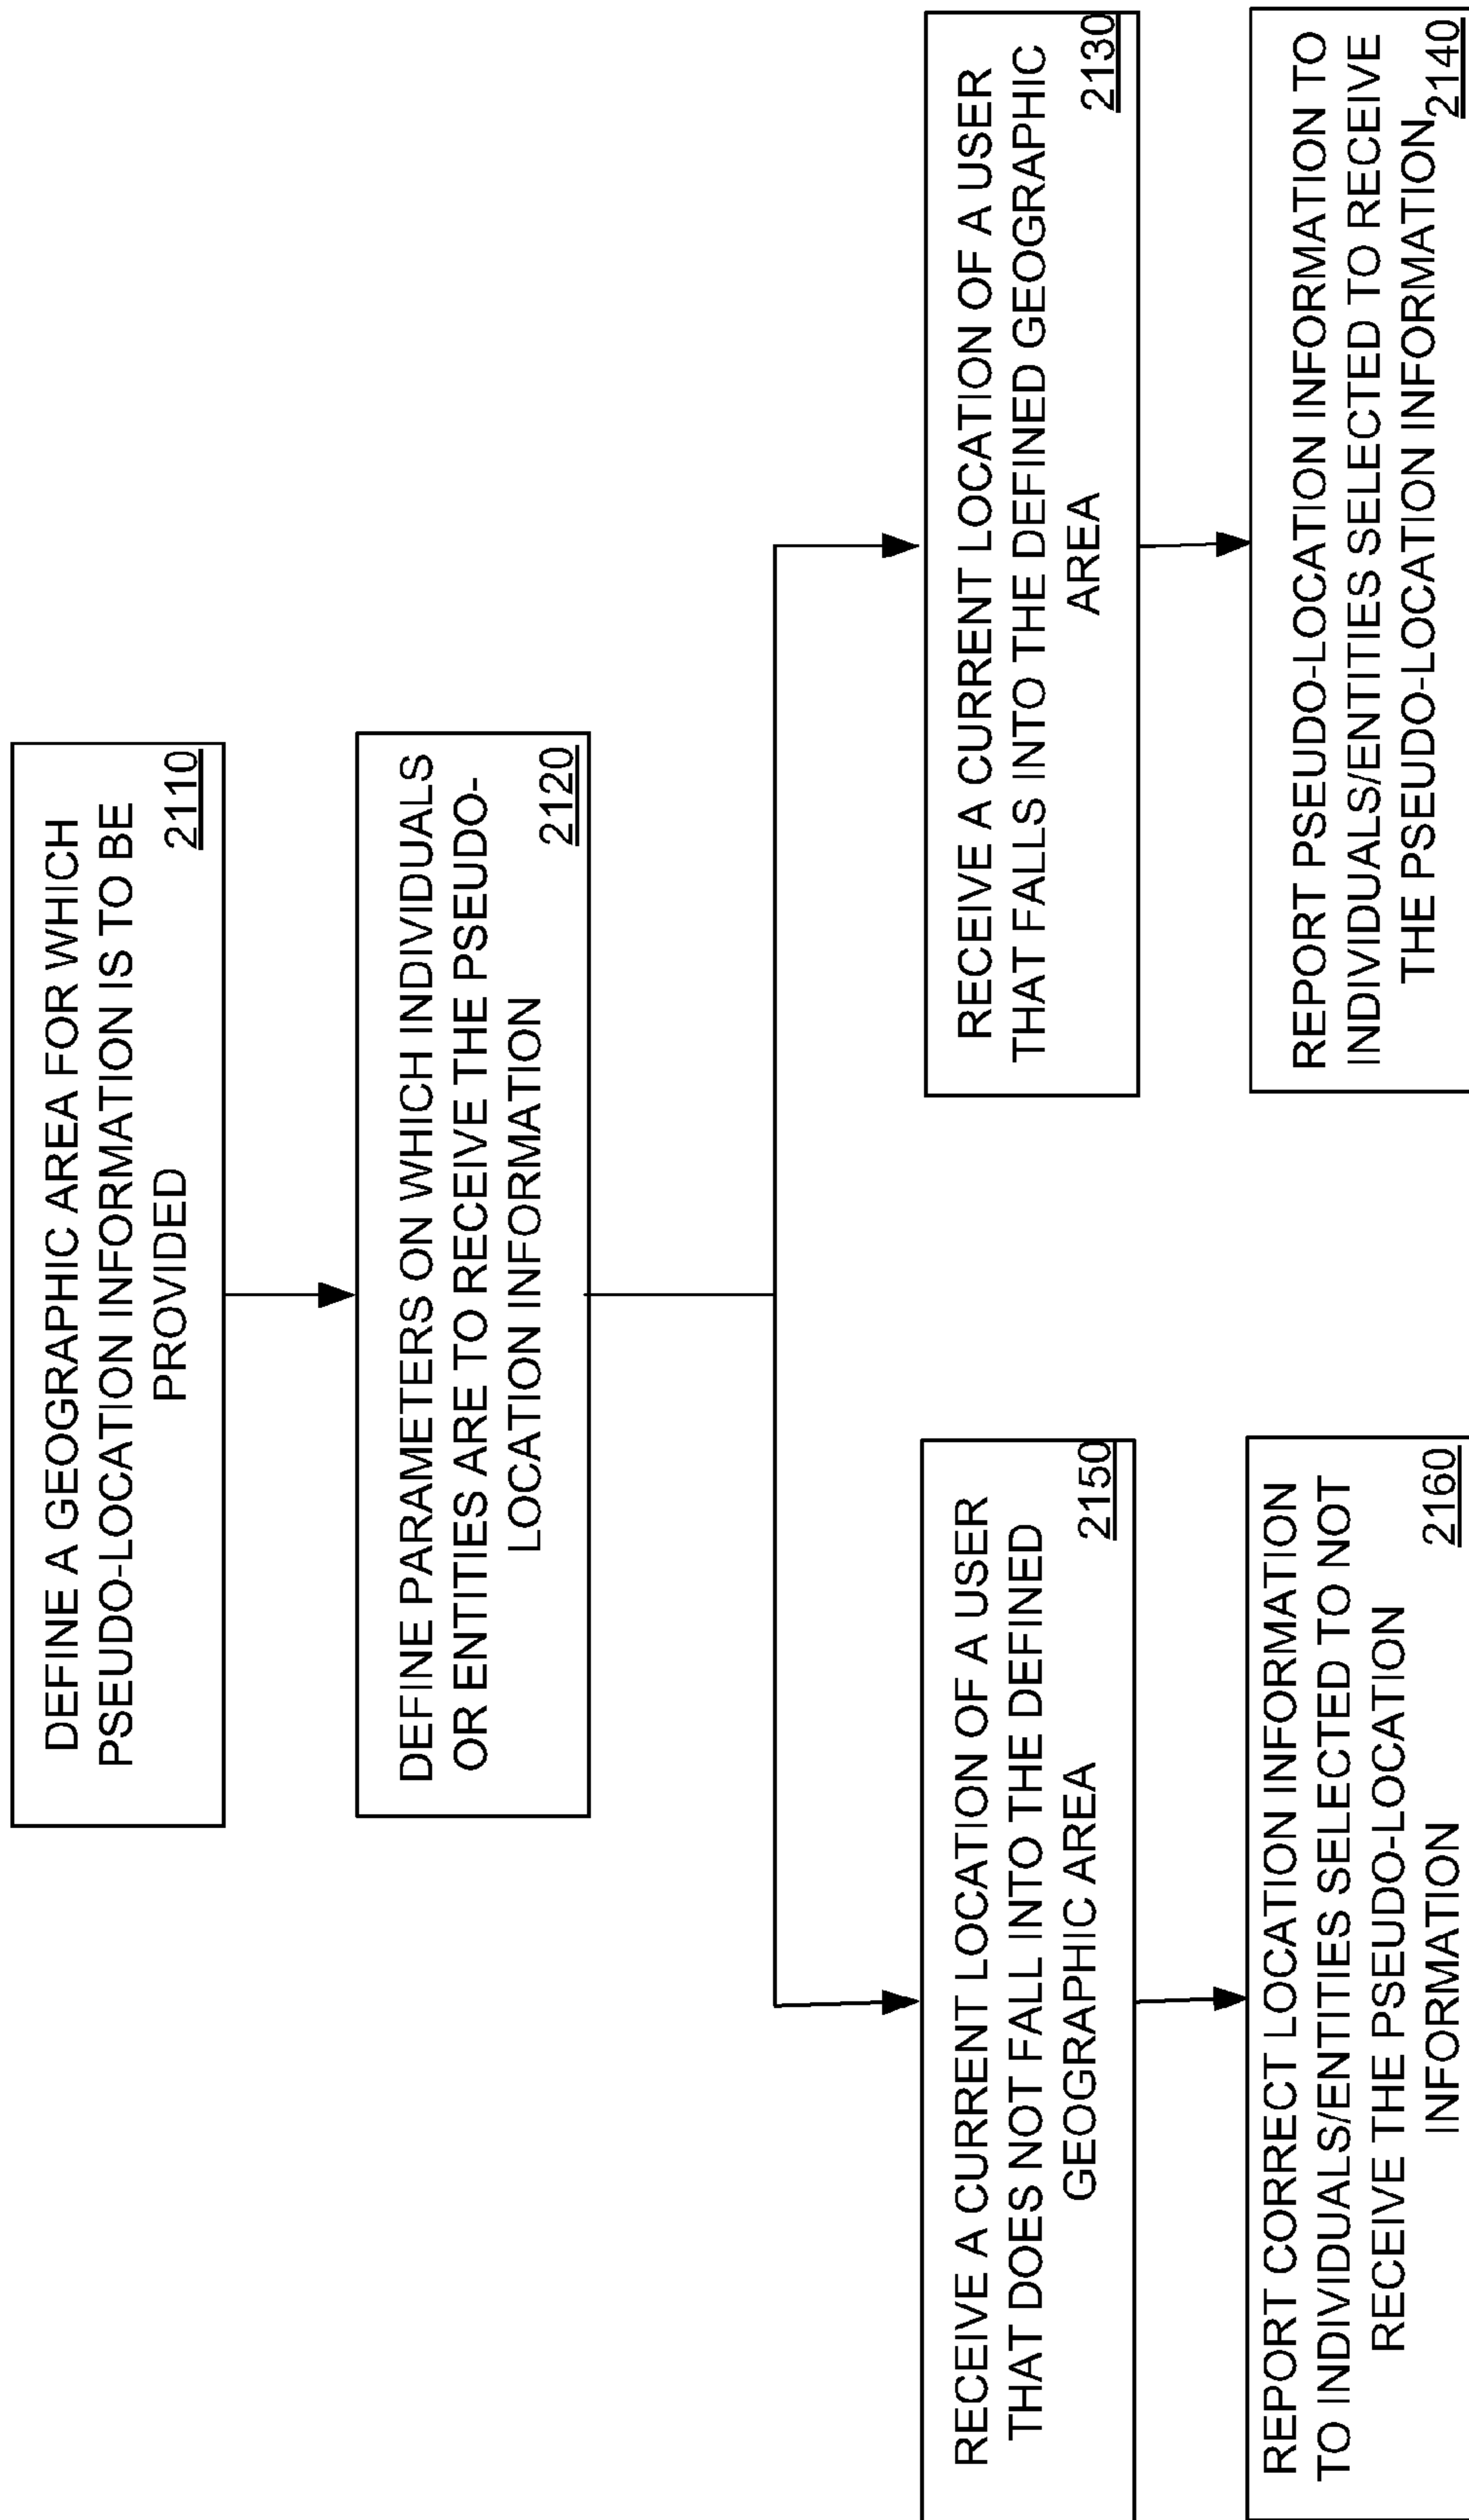 DEFINE A GEOGRAPHIC AREA FOR WHICH
PSEUDO-LOCATION INFORMATION IS TO BE
PROVIDED
2110
DEFINE PARAMETERS ON WHICH INDIVIDUALS
OR ENTITIES ARE TO RECEIVE THE PSEUDO-
LOCATION INFORMATION
2120
RECEIVE A CURRENT LOCATION OF A USER
THAT DOES NOT FALL INTO THE DEFINED
GEOGRAPHIC AREA
2150
RECEIVE A CURRENT LOCATION OF A USER
THAT FALLS INTO THE DEFINED GEOGRAPHIC
AREA
2130
REPORT CORRECT LOCATION INFORMATION
TO INDIVIDUALS/ENTITIES SELECTED TO NOT
RECEIVE THE PSEUDO-LOCATION
INFORMATION
2160
REPORT PSEUDO-LOCATION INFORMATION TO
INDIVIDUALS/ENTITIES SELECTED TO RECEIVE
THE PSEUDO-LOCATION INFORMATION
2140